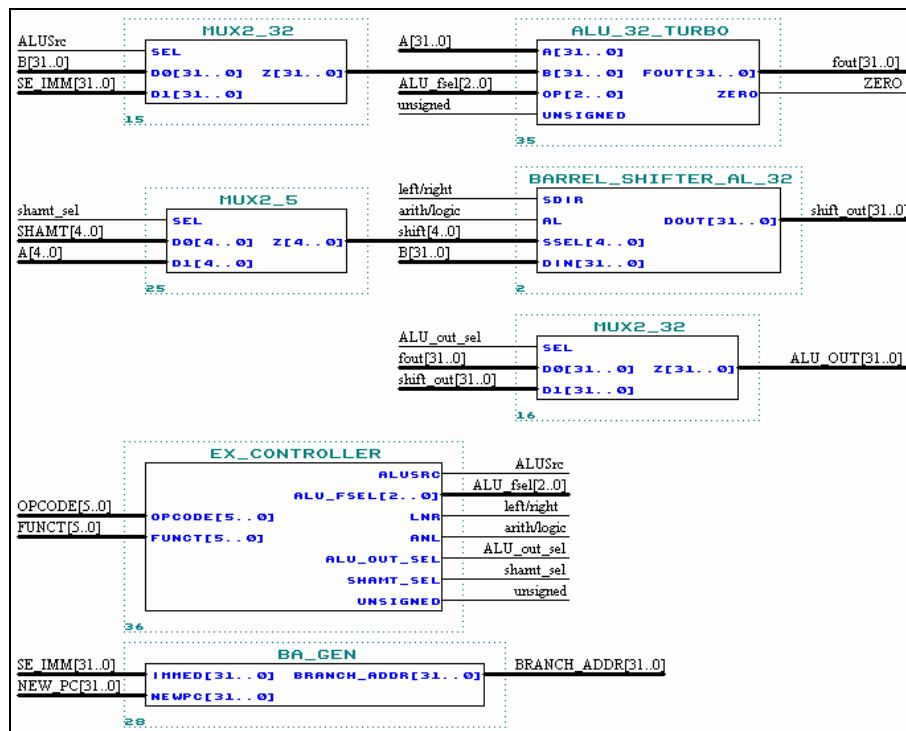 MUX2_32
ALUSrc
B[31..0]
SE_IMM[31..0]
SEL
D0[31..0] Z[31..0]
D1[31..0]
15
ALU_32_TURBO
A[31..0]
ALU_fsel[2..0]
unsigned
A[31..0]
B[31..0] FOUT[31..0]
OP[2..0] ZERO
UNSIGNED
fout[31..0]
ZERO
35
MUX2_5
shamt_sel
SHAMT[4..0]
A[4..0]
SEL
D0[4..0] Z[4..0]
D1[4..0]
25
BARREL_SHIFTER_AL_32
left/right
arith/logic
shift[4..0]
B[31..0]
SDIR
AL DOUT[31..0]
SSEL[4..0]
DIN[31..0]
shift_out[31..0]
2
MUX2_32
ALU_out_sel
fout[31..0]
shift_out[31..0]
SEL
D0[31..0] Z[31..0]
D1[31..0]
ALU_OUT[31..0]
16
EX_CONTROLLER
OPCODE[5..0]
FUNCT[5..0]
OPCODE[5..0]
FUNCT[5..0]
ALUSRC
ALU_FSEL[2..0]
LNR
ANL
ALU_OUT_SEL
SHAMT_SEL
UNSIGNED
ALUSrc
ALU_fsel[2..0]
left/right
arith/logic
ALU_out_sel
shamt_sel
unsigned
36
BA_GEN
SE_IMM[31..0]
NEW_PC[31..0]
IMMED[31..0] BRANCH_ADDR[31..0]
NEWPC[31..0]
BRANCH_ADDR[31..0]
28